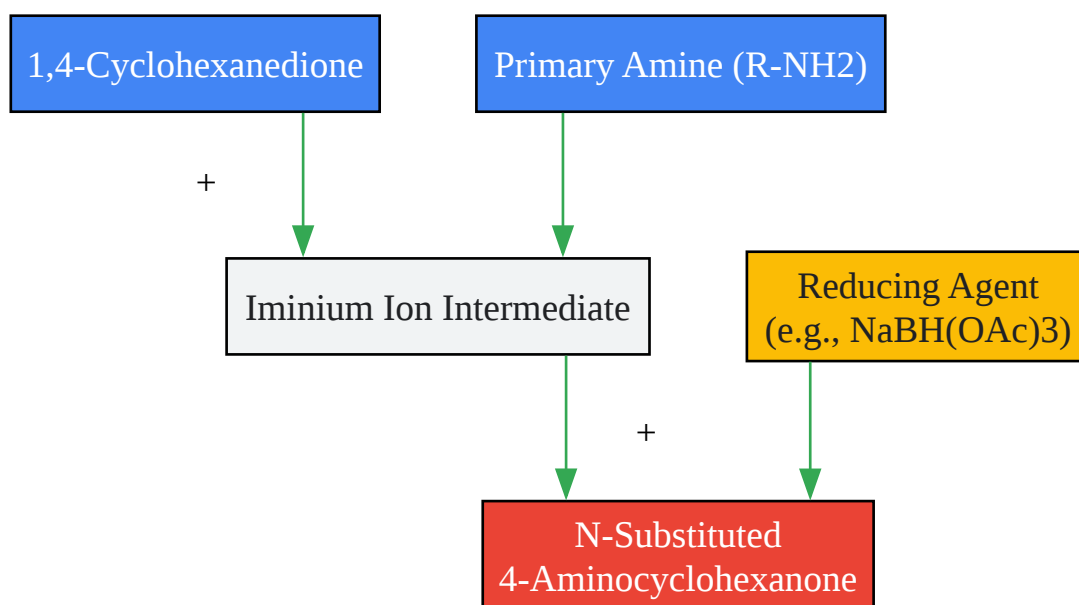 1,4-Cyclohexanedione
Primary Amine (R-NH2)
+
Iminium Ion Intermediate
Reducing Agent
(e.g., NaBH(OAc)3)
+
N-Substituted
4-Aminocyclohexanone